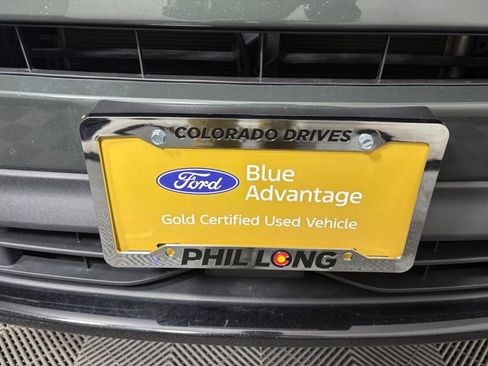 COLORADO DRIVES
Ford
Blue
Advantage
Gold Certified Used Vehicle
PHIL LONG